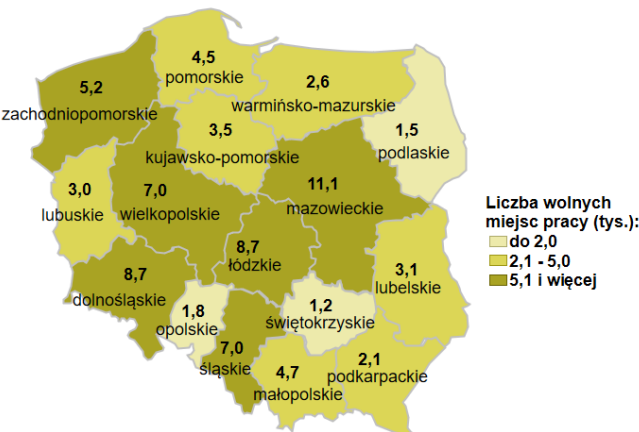 4,5
pomorskie
5,2
zachodniopomorskie
2,6
warmińsko-mazurskie
3,5
kujawsko-pomorskie
1,5
podlaskie
3,0
lubuskie
7,0
wielkopolskie
11,1
mazowieckie
8,7
łódzkie
8,7
dolnośląskie
3,1
lubelskie
1,8
opolskie
1,2
świętokrzyskie
7,0
śląskie
4,7
małopolskie
2,1
podkarpackie
Liczba wolnych
miejsc pracy (tys.):
do 2,0
2,1 - 5,0
5,1 i więcej